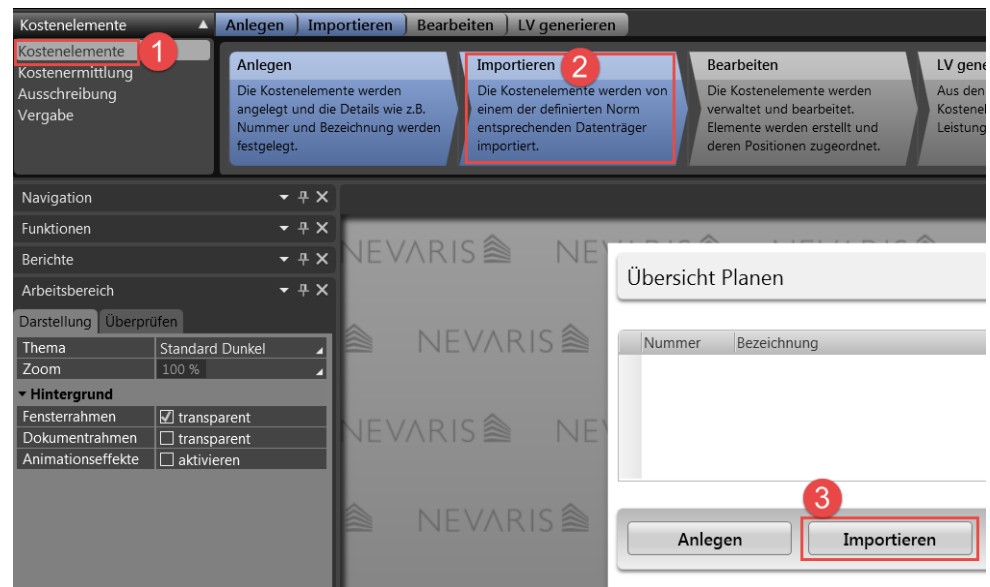 Kostenelemente
Anlegen Importieren Bearbeiten LV generieren
Kostenelemente
Kostenermittlung
Ausschreibung
Vergabe
1
Anlegen
Die Kostenelemente werden
angelegt und die Details wie z.B.
Nummer und Bezeichnung werden
festgelegt.
Importieren
2
Die Kostenelemente werden von
einem der definierten Norm
entsprechenden Datenträger
importiert.
Bearbeiten
Die Kostenelemente werden
verwaltet und bearbeitet.
Elemente werden erstellt und
deren Positionen zugeordnet.
LV gene
Aus den
Kostenel
Leistung
Navigation
Funktionen
Berichte
Arbeitsbereich
Darstellung Überprüfen
Thema Standard Dunkel
Zoom 100 %
Hintergrund
Fensterrahmen transparent
Dokumentrahmen transparent
Animationseffekte aktivieren
NEVARIS NEV
NEVARIS
NEVARIS NEV
NEVARIS
Übersicht Planen
Nummer Bezeichnung
3
Anlegen Importieren